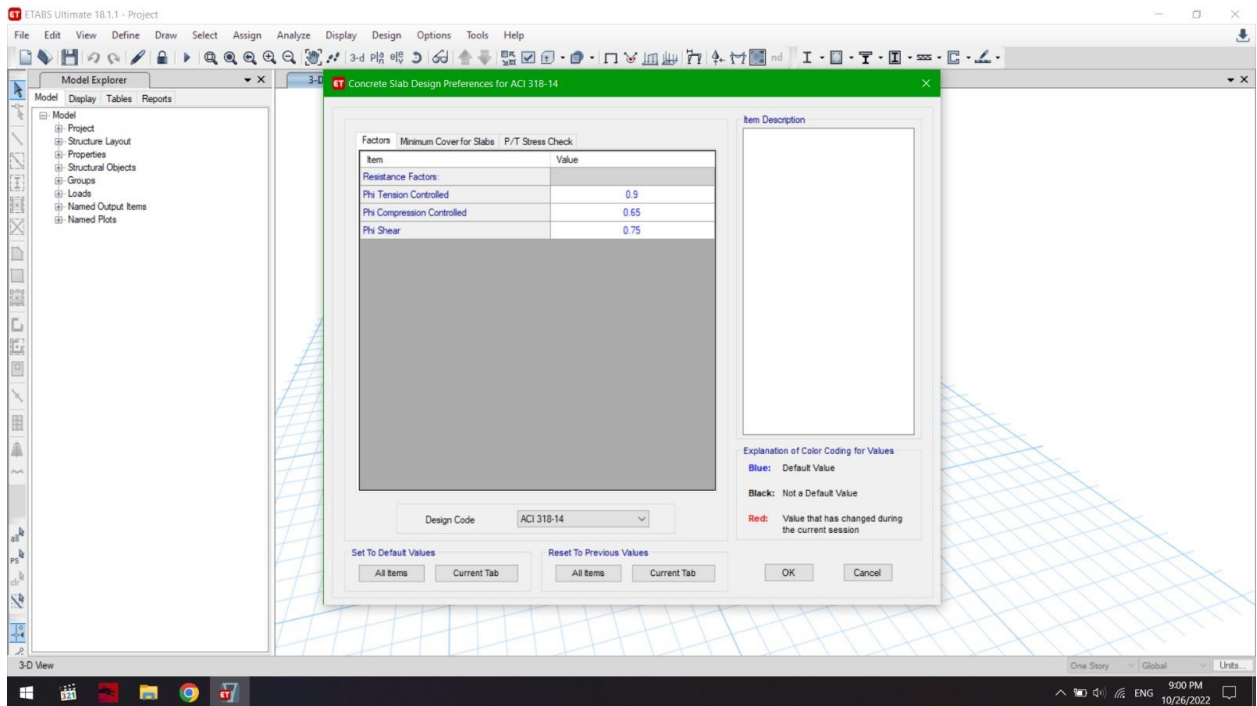 ETABS Ultimate 18.1.1 - Project
File Edit View Define Draw Select Assign Analyze Display Design Options Tools Help
3-d
nd
Model Explorer
Model Display Tables Reports
Model
Project
Structure Layout
Properties
Structural Objects
Groups
Loads
Named Output Items
Named Plots
3-D
Concrete Slab Design Preferences for ACI 318-14
Factors Minimum Cover for Slabs P/T Stress Check
Item Value
Resistance Factors:
Phi Tension Controlled 0.9
Phi Compression Controlled 0.65
Phi Shear 0.75
Design Code ACI 318-14
Set To Default Values
All Items Current Tab
Reset To Previous Values
All Items Current Tab
Item Description
Explanation of Color Coding for Values
Blue: Default Value
Black: Not a Default Value
Red: Value that has changed during
the current session
OK Cancel
all
PS
clr
3-D View
One Story Global Units...
ENG
9:00 PM
10/26/2022